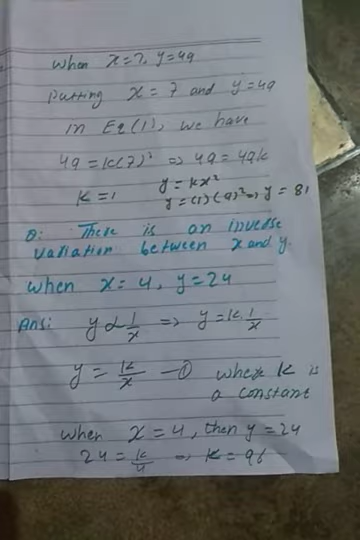 When x=7, y=49
Putting x = 7 and y=49
in Eq(1), we have
49 = k(7)² => 49 = 49k
k = 1 y = kx²
y = (1) (9)² => y = 81
Q: There is an inverse
variation between x and y.
when x = 4, y = 24
Ans: y ∝ 1/x => y = k 1/x
y = k/x — ① where k is
a constant
when x = 4, then y = 24
24 = k/4 => k = 96